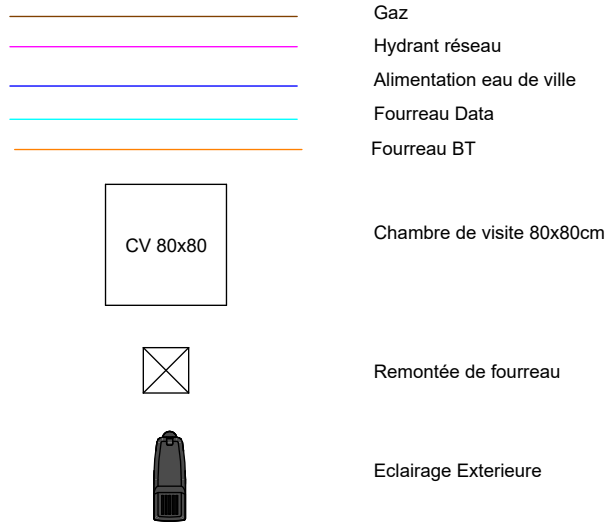 Gaz
Hydrant réseau
Alimentation eau de ville
Fourreau Data
Fourreau BT
CV 80x80
Chambre de visite 80x80cm
Remontée de fourreau
Eclairage Exterieure